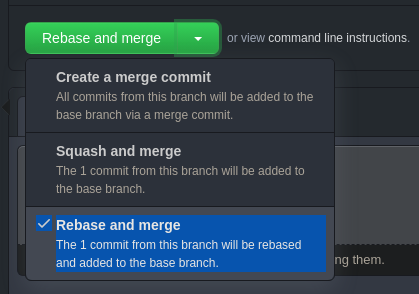 Rebase and merge
or view command line instructions.
Create a merge commit
All commits from this branch will be added to the
base branch via a merge commit.
Squash and merge
The 1 commit from this branch will be added to
the base branch.
Rebase and merge
The 1 commit from this branch will be rebased
and added to the base branch.
ing them.